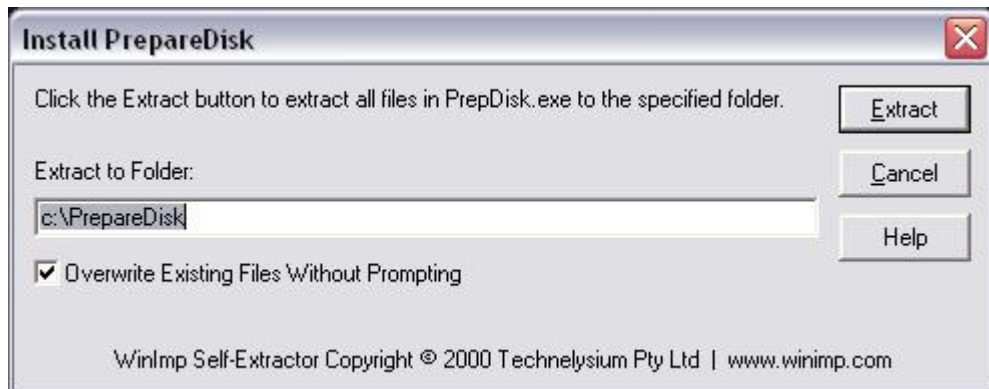 Install PrepareDisk
Click the Extract button to extract all files in PrepDisk.exe to the specified folder.
Extract
Extract to Folder:
Cancel
c:\PrepareDisk
Help
Overwrite Existing Files Without Prompting
WinImp Self-Extractor Copyright © 2000 Technelysium Pty Ltd | www.winimp.com